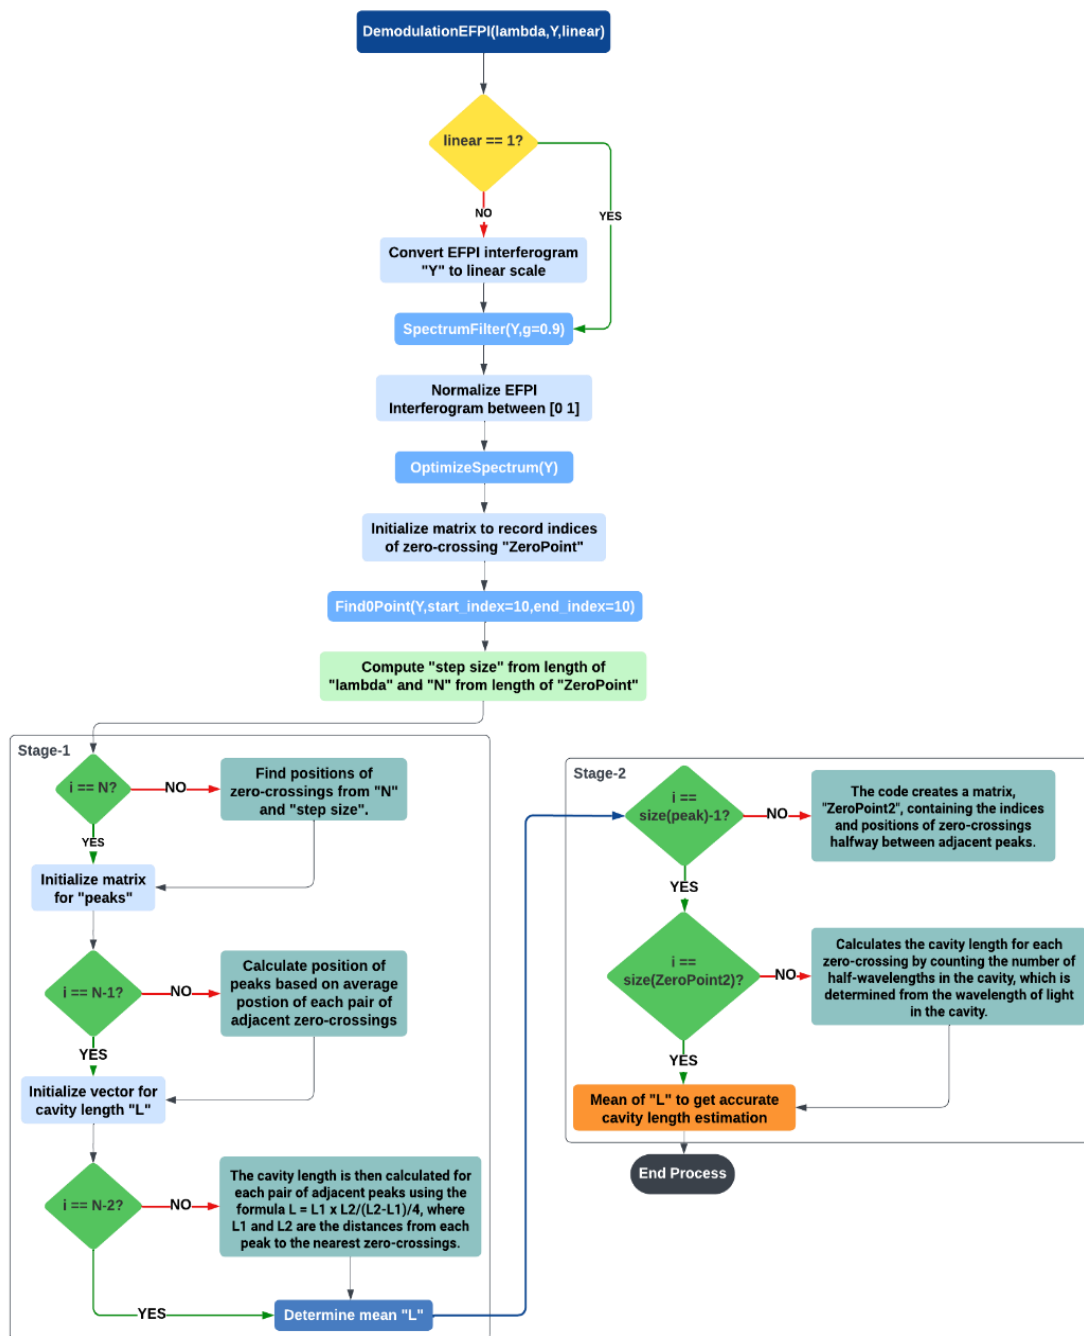 DemodulationEFPI(lambda,Y,linear)
linear == 1?
NO
YES
Convert EFPI interferogram
"Y" to linear scale
SpectrumFilter(Y,g=0.9)
Normalize EFPI
Interferogram between [0 1]
OptimizeSpectrum(Y)
Initialize matrix to record indices
of zero-crossing "ZeroPoint"
Find0Point(Y,start_index=10,end_index=10)
Compute "step size" from length of
"lambda" and "N" from length of "ZeroPoint"
Stage-1
i == N?
NO
Find positions of
zero-crossings from "N"
and "step size".
YES
Initialize matrix
for "peaks"
i == N-1?
NO
Calculate position of
peaks based on average
postion of each pair of
adjacent zero-crossings
YES
Initialize vector for
cavity length "L"
i == N-2?
NO
The cavity length is then calculated for
each pair of adjacent peaks using the
formula L = L1 x L2/(L2-L1)/4, where
L1 and L2 are the distances from each
peak to the nearest zero-crossings.
YES
Determine mean "L"
Stage-2
i ==
size(peak)-1?
NO
The code creates a matrix,
"ZeroPoint2", containing the indices
and positions of zero-crossings
halfway between adjacent peaks.
YES
i ==
size(ZeroPoint2)?
NO
Calculates the cavity length for each
zero-crossing by counting the number of
half-wavelengths in the cavity, which is
determined from the wavelength of light
in the cavity.
YES
Mean of "L" to get accurate
cavity length estimation
End Process